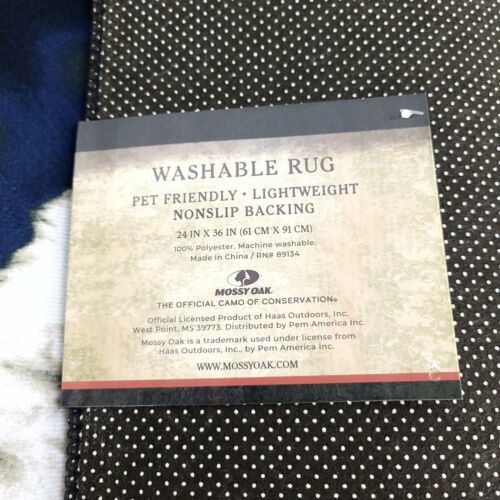 WASHABLE RUG
PET FRIENDLY • LIGHTWEIGHT
NONSLIP BACKING
24 IN X 36 IN (61 CM X 91 CM)
100% Polyester. Machine washable.
Made in China / RN# 89134
MOSSY OAK
THE OFFICIAL CAMO OF CONSERVATION®
Official Licensed Product of Haas Outdoors, Inc.
West Point, MS 39773. Distributed by Pem America Inc.
Mossy Oak is a trademark used under license from
Haas Outdoors, Inc., by Pem America Inc.
WWW.MOSSYOAK.COM